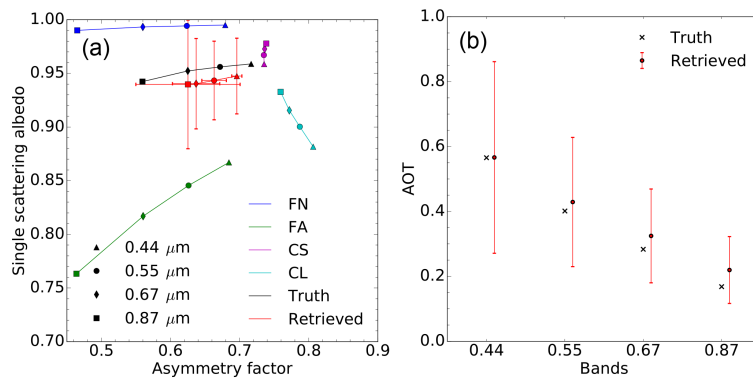 (a)
Single scattering albedo
1.00
0.95
0.90
0.85
0.80
0.75
0.70
0.5 0.6 0.7 0.8 0.9
Asymmetry factor
0.44 μm
0.55 μm
0.67 μm
0.87 μm
FN
FA
CS
CL
Truth
Retrieved
(b)
AOT
1.0
0.8
0.6
0.4
0.2
0.0
0.44 0.55 0.67 0.87
Bands
Truth
Retrieved